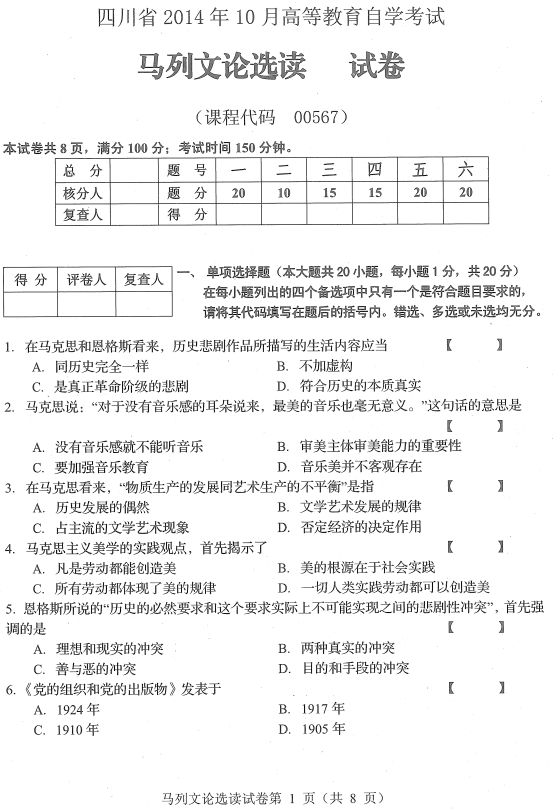 四川省 2014 年 10 月高等教育自学考试
马列文论选读 试卷
（课程代码 00567）
本试卷共 8 页，满分 100 分；考试时间 150 分钟。
总 分 题 号 一 二 三 四 五 六
核分人 题 分 20 10 15 15 20 20
复查人 得 分
得 分 评卷人 复查人
一、 单项选择题（本大题共 20 小题，每小题 1 分，共 20 分）
在每小题列出的四个备选项中只有一个是符合题目要求的，
请将其代码填写在题后的括号内。错选、多选或未选均无分。
1. 在马克思和恩格斯看来，历史悲剧作品所描写的生活内容应当 【 】
A. 同历史完全一样 B. 不加虚构
C. 是真正革命阶级的悲剧 D. 符合历史的本质真实
2. 马克思说：“对于没有音乐感的耳朵说来，最美的音乐也毫无意义。”这句话的意思是
【 】
A. 没有音乐感就不能听音乐 B. 审美主体审美能力的重要性
C. 要加强音乐教育 D. 音乐美并不客观存在
3. 在马克思看来，“物质生产的发展同艺术生产的不平衡”是指 【 】
A. 历史发展的偶然 B. 文学艺术发展的规律
C. 占主流的文学艺术现象 D. 否定经济的决定作用
4. 马克思主义美学的实践观点，首先揭示了 【 】
A. 凡是劳动都能创造美 B. 美的根源在于社会实践
C. 所有劳动都体现了美的规律 D. 一切人类实践劳动都可以创造美
5. 恩格斯所说的“历史的必然要求和这个要求实际上不可能实现之间的悲剧性冲突”，首先强
调的是 【 】
A. 理想和现实的冲突 B. 两种真实的冲突
C. 善与恶的冲突 D. 目的和手段的冲突
6.《党的组织和党的出版物》发表于 【 】
A. 1924 年 B. 1917 年
C. 1910 年 D. 1905 年
马列文论选读试卷第 1 页（共 8 页）